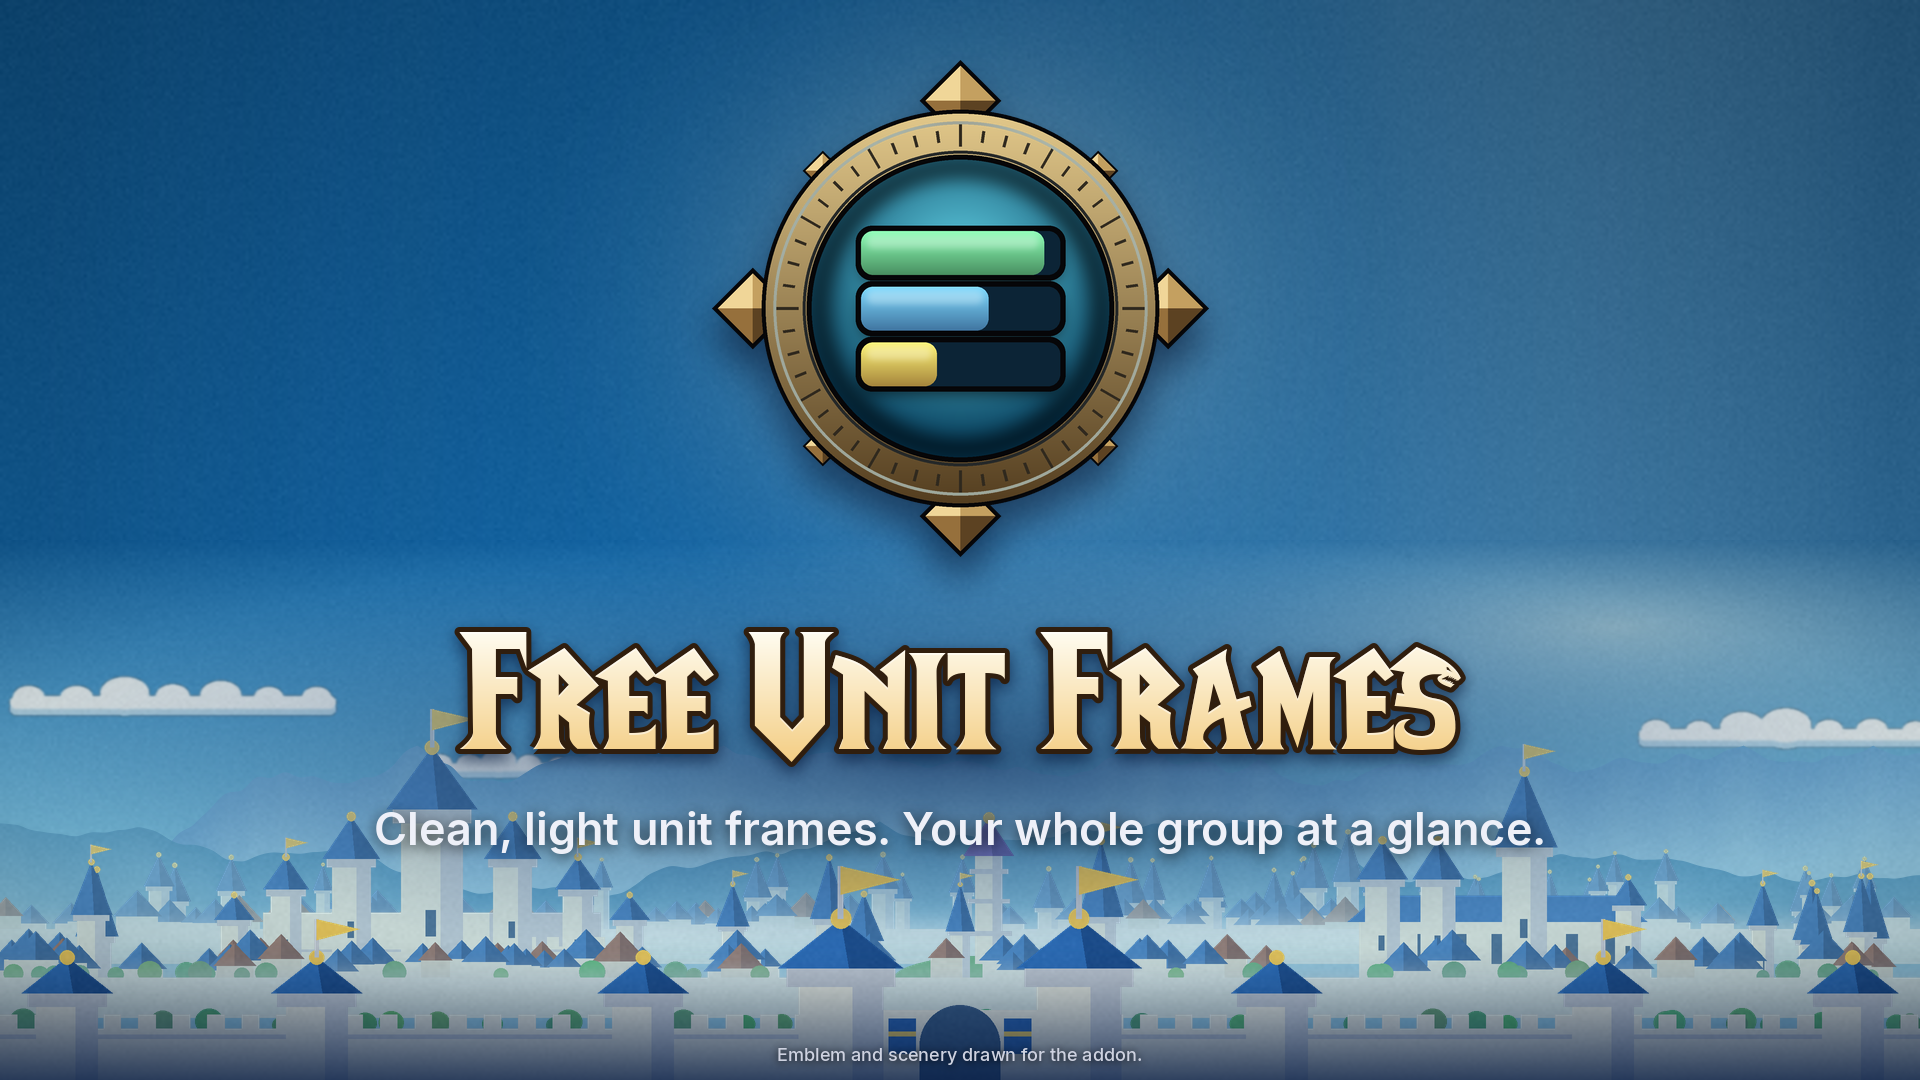 Free Unit Frames
Clean, light unit frames. Your whole group at a glance.
Emblem and scenery drawn for the addon.